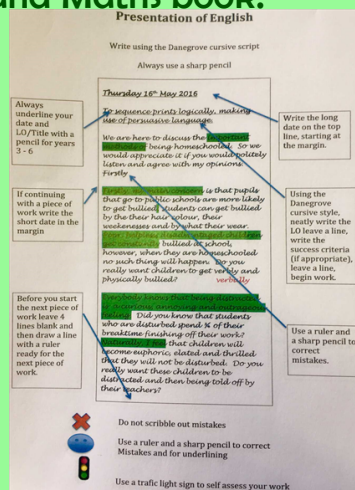 and Maths book.
Presentation of English
Write using the Danegrove cursive script
Always use a sharp pencil
Always
underline your
date and
LO/Title with a
pencil for years
3 - 6
If continuing
with a piece
of work write
short date in
the margin
Before you start
the next piece of
work leave 4
lines blank and
then draw a line
with a ruler
ready for the
next piece of
work.
Thursday 16th May 2016
To sequence prints logically, making
use of persuasive language.
We are here to discuss the important
being homeschooled. So we
would appreciate it if you would politely
listen and agree with my opinions.
Firstly
Firstly, concern is that pupils
that go to public schools are more likely
to get bullied. Students can get bullied
by the their hair colour, their
weekenesses and by what their wear.
children
bullied at school,
however, when they are homeschooled
no such thing will happen. Do you
really want children to get verbly and
physically bullied? verbally
Everybody knows that being distracted
Did you know that students
who are disturbed spend ¾ of their
breaktime finishing off their work?
Naturally, I feel that children will
become euphoric, elated and thrilled
that they will not be disturbed. Do you
really want these children to be
distracted and then being told off by
their teachers?
Write the long
date on the top
line, starting at
the margin.
Using the
Danegrove
cursive style,
neatly write the
LO leave a line,
write the
success criteria
(if appropriate),
leave a line,
begin work.
Use a ruler and
a sharp pencil to
correct
mistakes.
Do not scribble out mistakes
Use a ruler and a sharp pencil to correct
Mistakes and for underlining
Use a trafic light sign to self assess your work